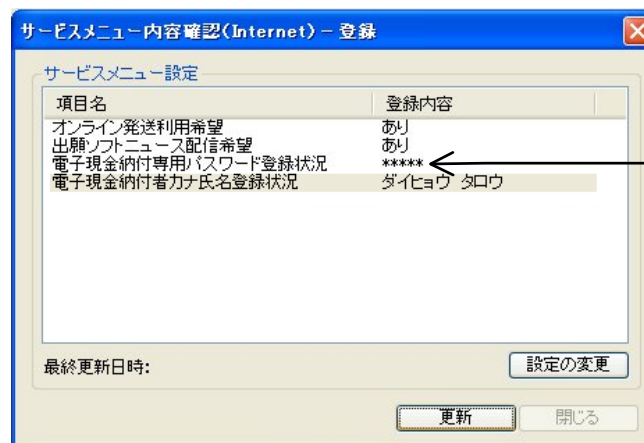 サービスメニュー内容確認(Internet) - 登録
サービスメニュー設定
項目名 登録内容
オンライン発送利用希望 あり
出願ソフトニュース配信希望 あり
電子現金納付専用パスワード登録状況 *****
電子現金納付者カナ氏名登録状況 ダイヒョウ タロウ
最終更新日時:
設定の変更
更新 閉じる